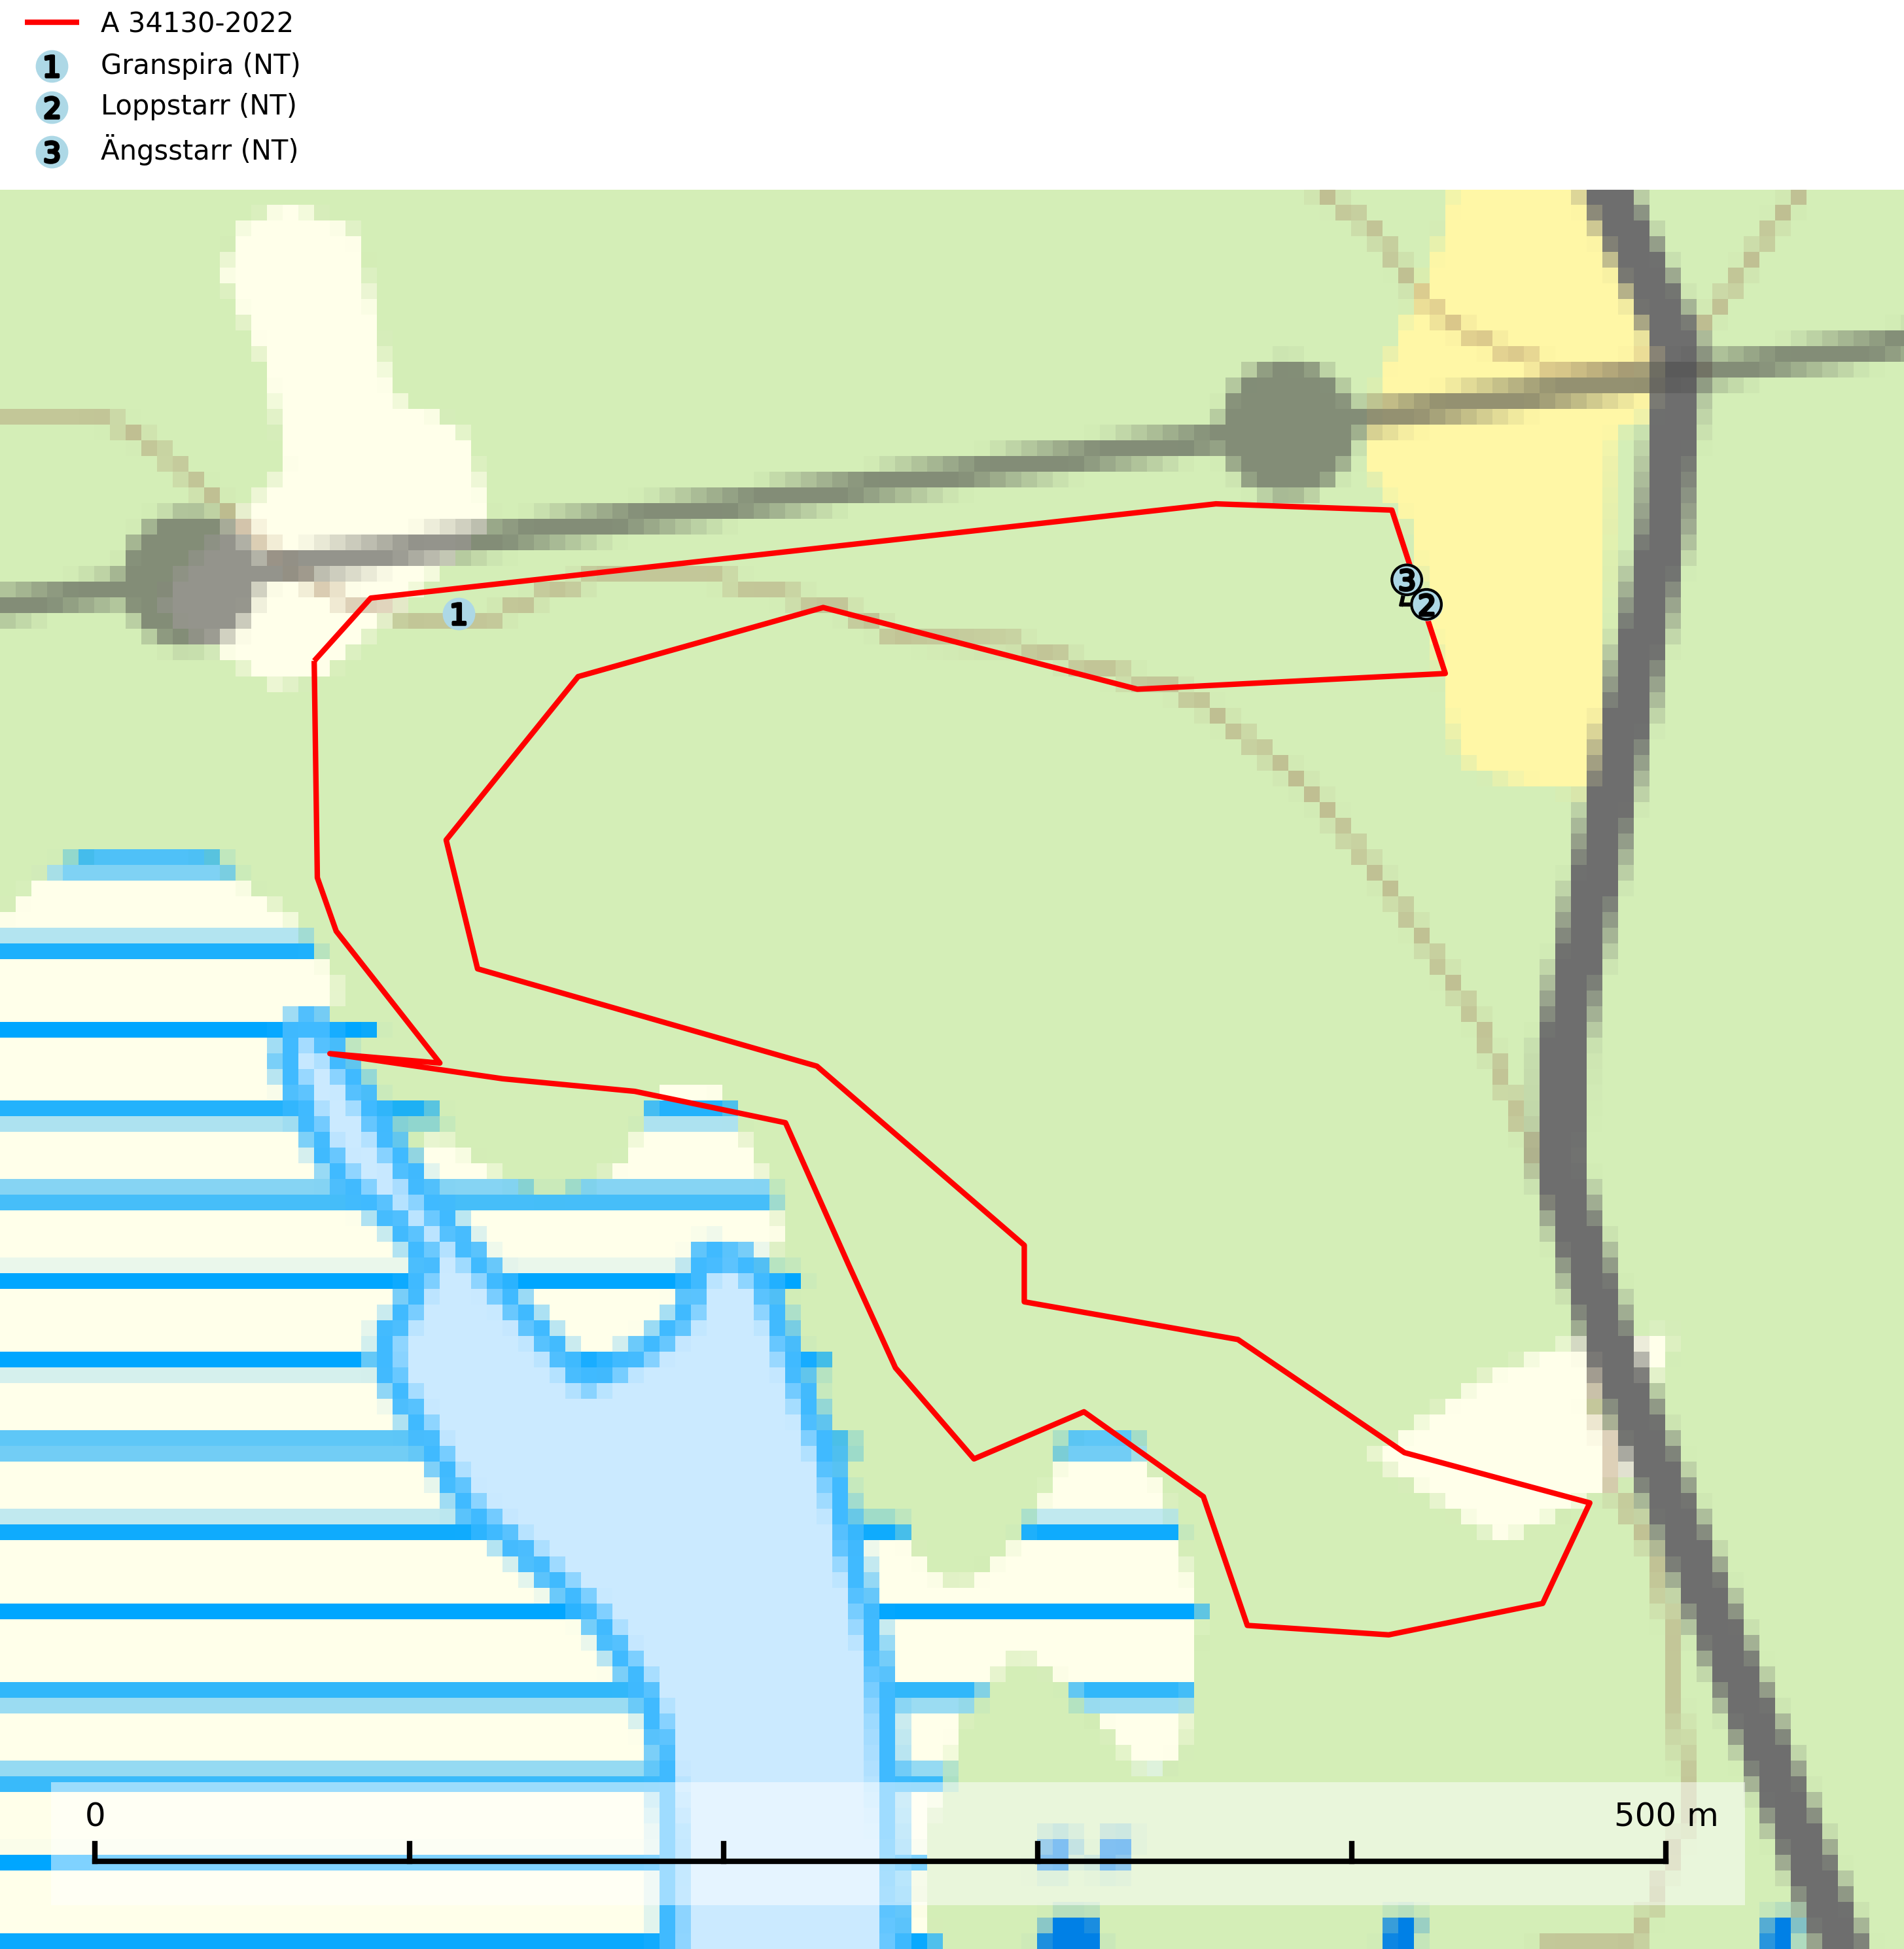 A 34130-2022
1 Granspira (NT)
2 Loppstarr (NT)
3 Ängsstarr (NT)
3
2
1
0 500 m